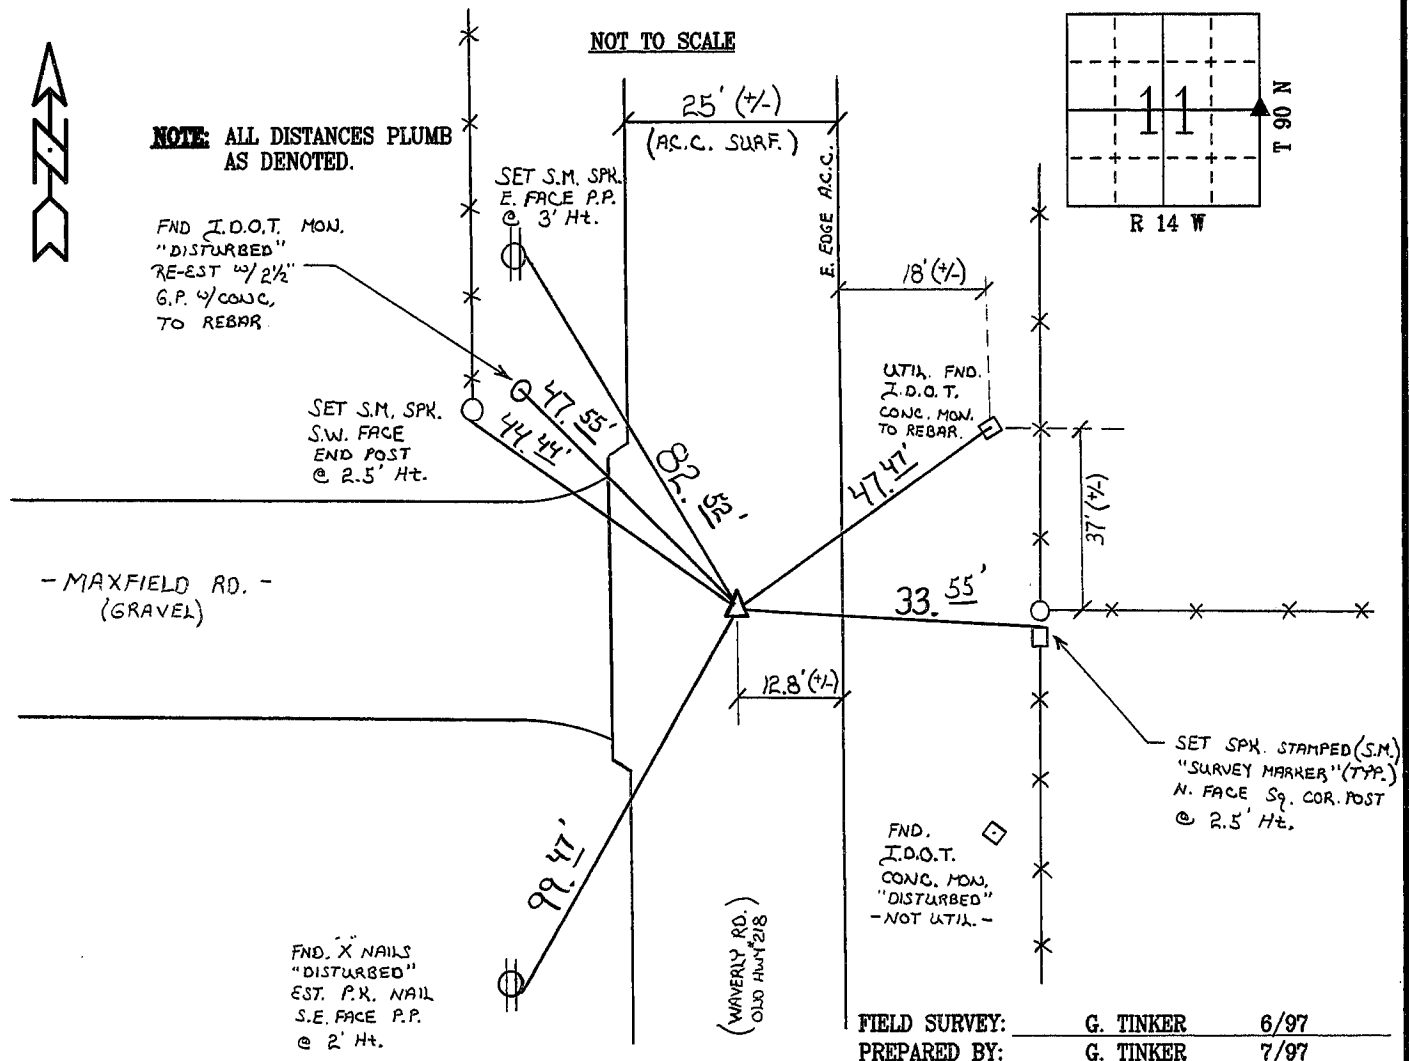 NOT TO SCALE
N
NOTE: ALL DISTANCES PLUMB
AS DENOTED.
25' (+/-)
(A.C.C. SURF.)
11
T 90 N
R 14 W
SET S.M. SPK.
E. FACE P.P.
@ 3' Ht.
FND I.D.O.T. MON.
"DISTURBED"
RE-EST W/ 2½"
G.P. W/CONC.
TO REBAR
E. EDGE A.C.C.
18' (+/-)
UTIL. FND.
I.D.O.T.
CONC. MON.
TO REBAR.
SET S.M. SPK.
S.W. FACE
END POST
@ 2.5' Ht.
47.55'
44.44'
82.52'
47.47'
37' (+/-)
- MAXFIELD RD. -
(GRAVEL)
33.55'
12.8' (+/-)
SET SPK. STAMPED (S.M.)
"SURVEY MARKER" (TYP.)
N. FACE Sq. COR. POST
@ 2.5' Ht.
99.47'
FND.
I.D.O.T.
CONC. MON.
"DISTURBED"
- NOT UTIL. -
FND. "X" NAILS
"DISTURBED"
EST. P.K. NAIL
S.E. FACE P.P.
@ 2' Ht.
(WAVERLY RD.)
OLD HWY #218
FIELD SURVEY: G. TINKER 6/97
PREPARED BY: G. TINKER 7/97